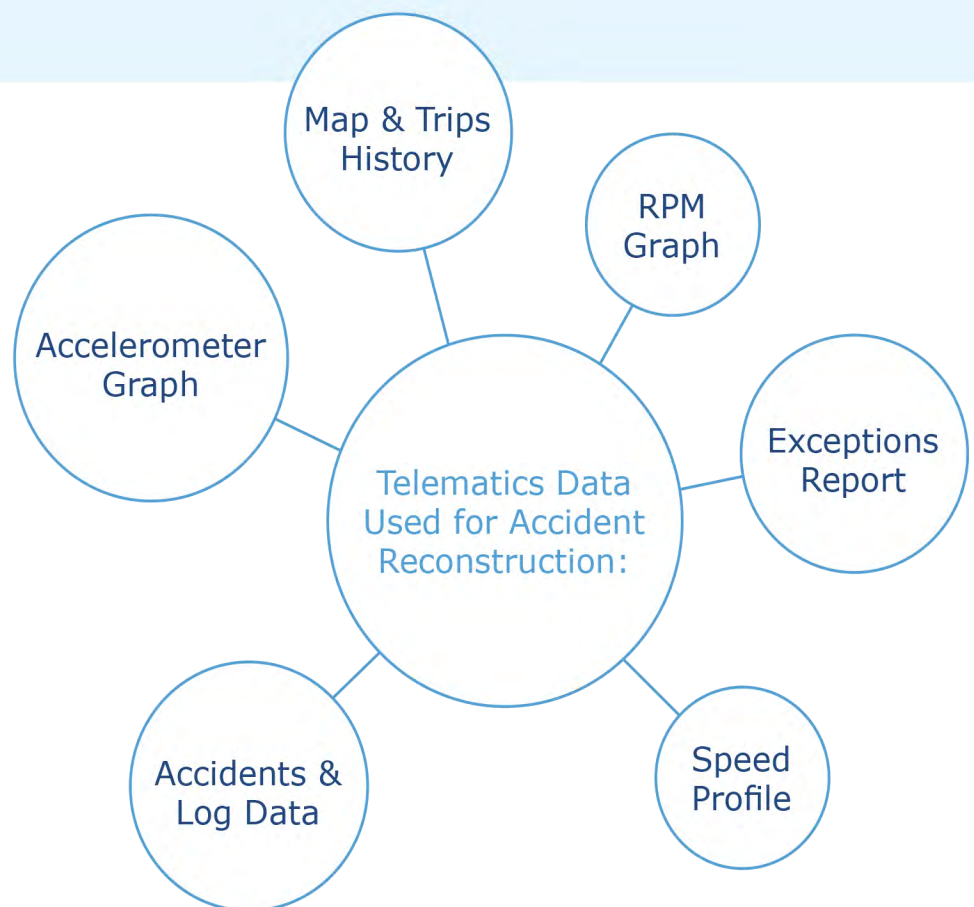 Map & Trips
History
RPM
Graph
Accelerometer
Graph
Exceptions
Report
Telematics Data
Used for Accident
Reconstruction:
Accidents &
Log Data
Speed
Profile